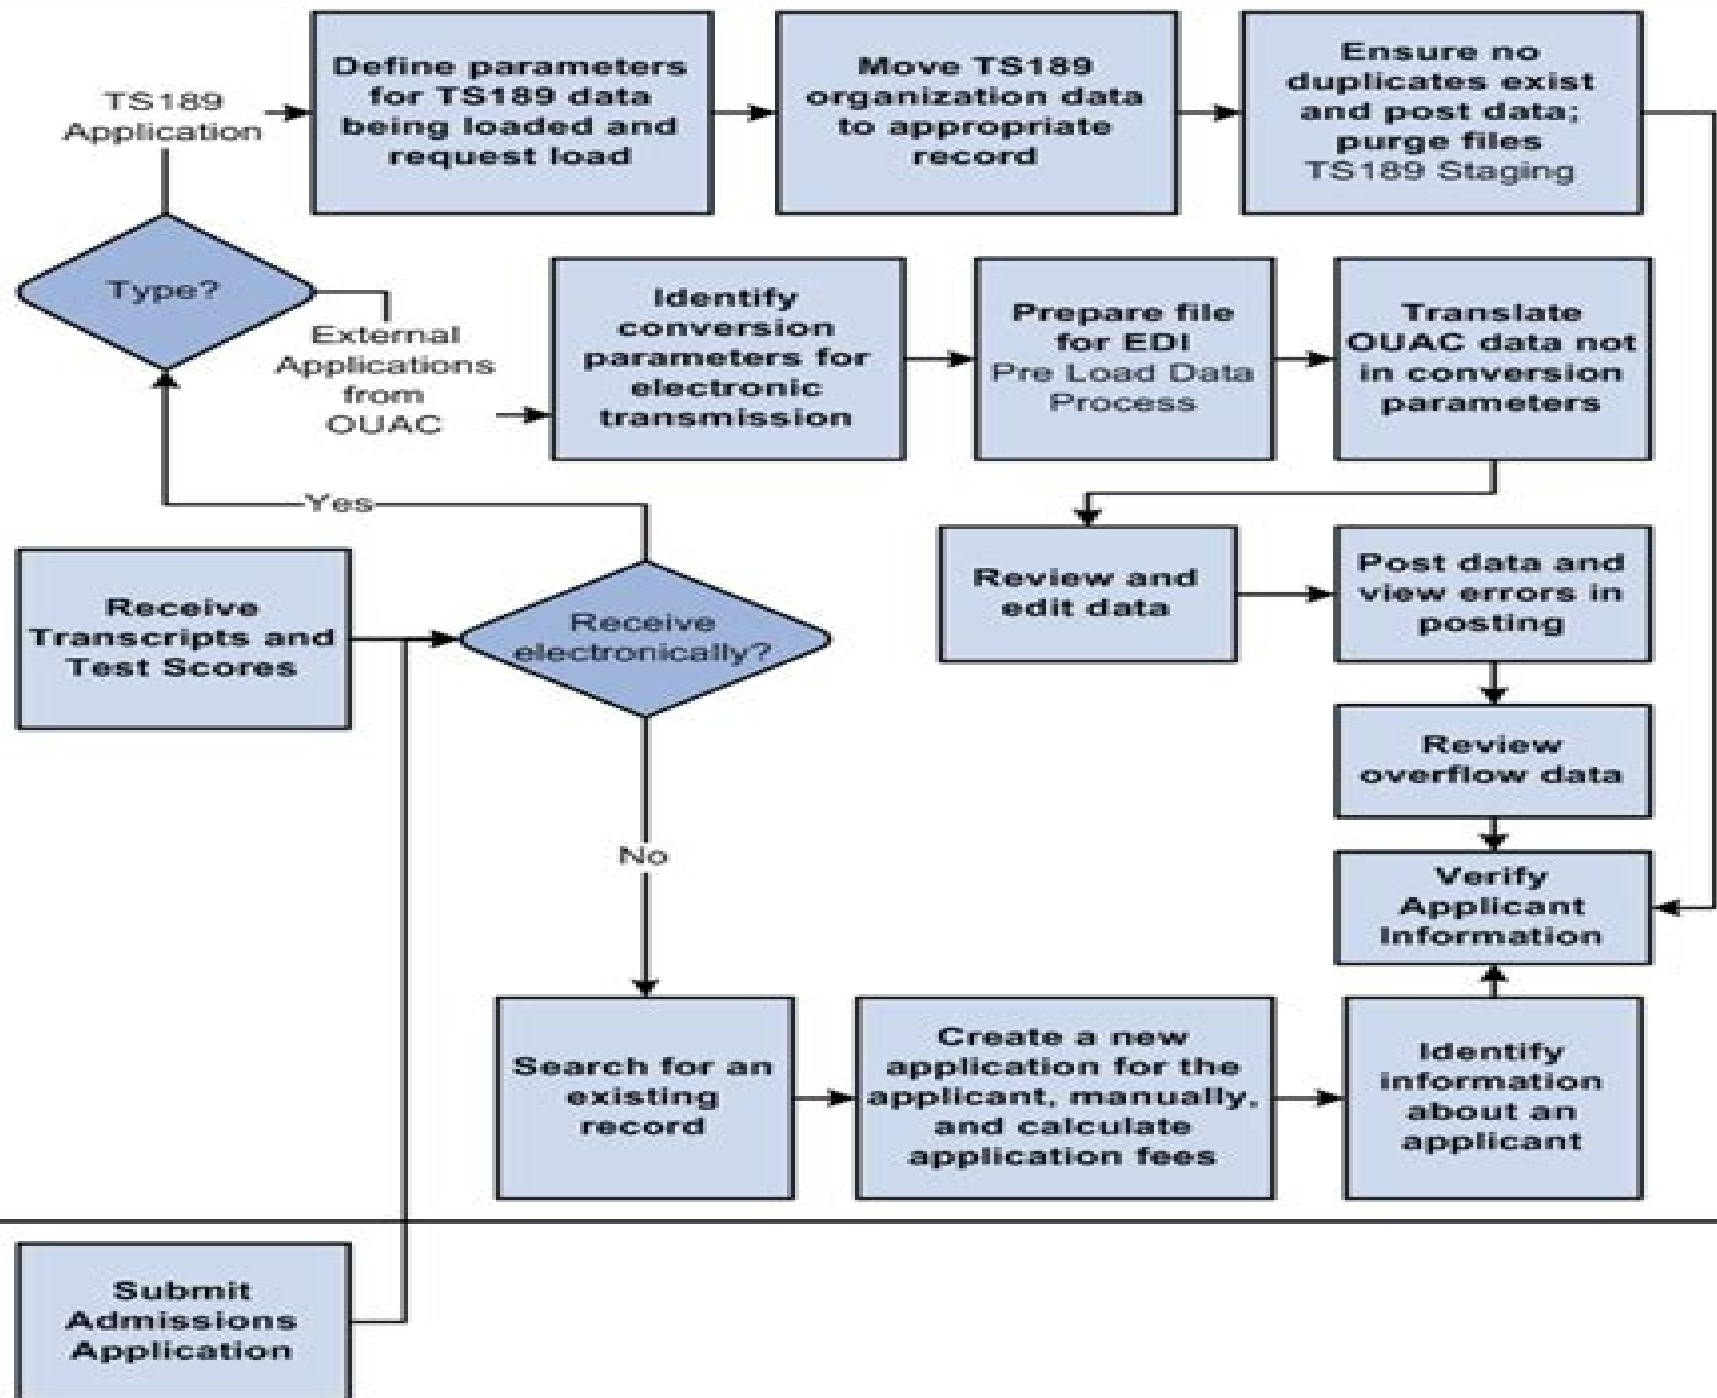 TS189
Application
Define parameters
for TS189 data
being loaded and
request load
Move TS189
organization data
to appropriate
record
Ensure no
duplicates exist
and post data;
purge files
TS189 Staging
Type?
External
Applications
from
OUAC
Identify
conversion
parameters for
electronic
transmission
Prepare file
for EDI
Pre Load Data
Process
Translate
OUAC data not
in conversion
parameters
Yes
Receive
Transcripts and
Test Scores
Receive
electronically?
Review and
edit data
Post data and
view errors in
posting
Review
overflow data
No
Verify
Applicant
Information
Search for an
existing
record
Create a new
application for the
applicant, manually,
and calculate
application fees
Identify
information
about an
applicant
Submit
Admissions
Application